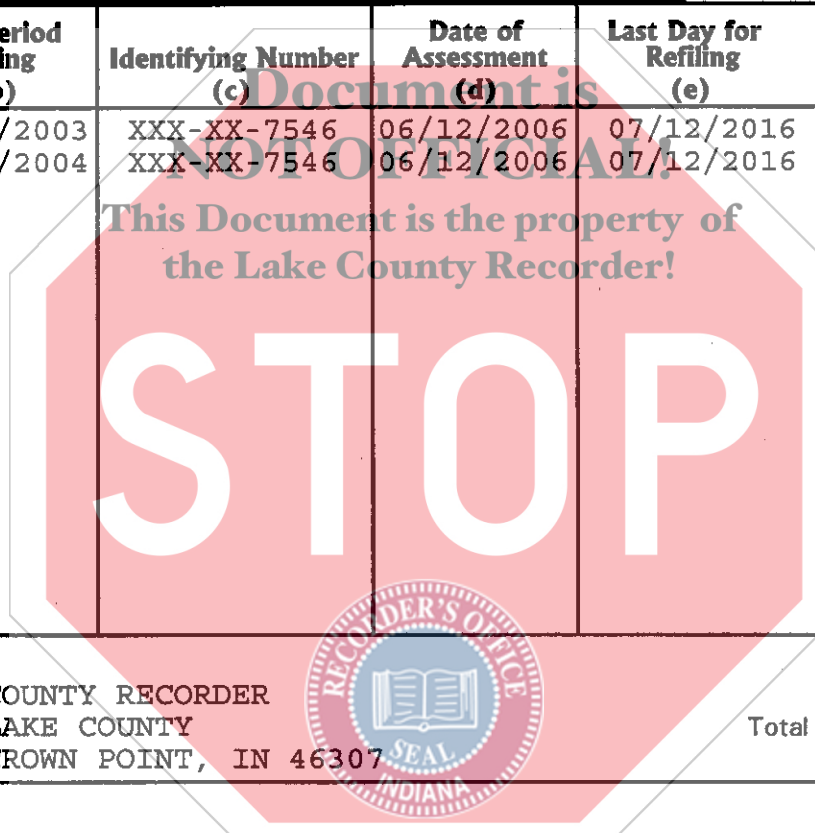 eriod
ing
Identifying Number
(c)
Date of
Assessment
(d)
Last Day for
Refiling
(e)
)
/2003 XXX-XX-7546 06/12/2006 07/12/2016
/2004 XXX-XX-7546 06/12/2006 07/12/2016
Document is
NOT OFFICIAL!
This Document is the property of
the Lake County Recorder!
STOP
RECORDER'S OFFICE
SEAL
INDIANA
OUNTY RECORDER
AKE COUNTY
Total
ROWN POINT, IN 46307